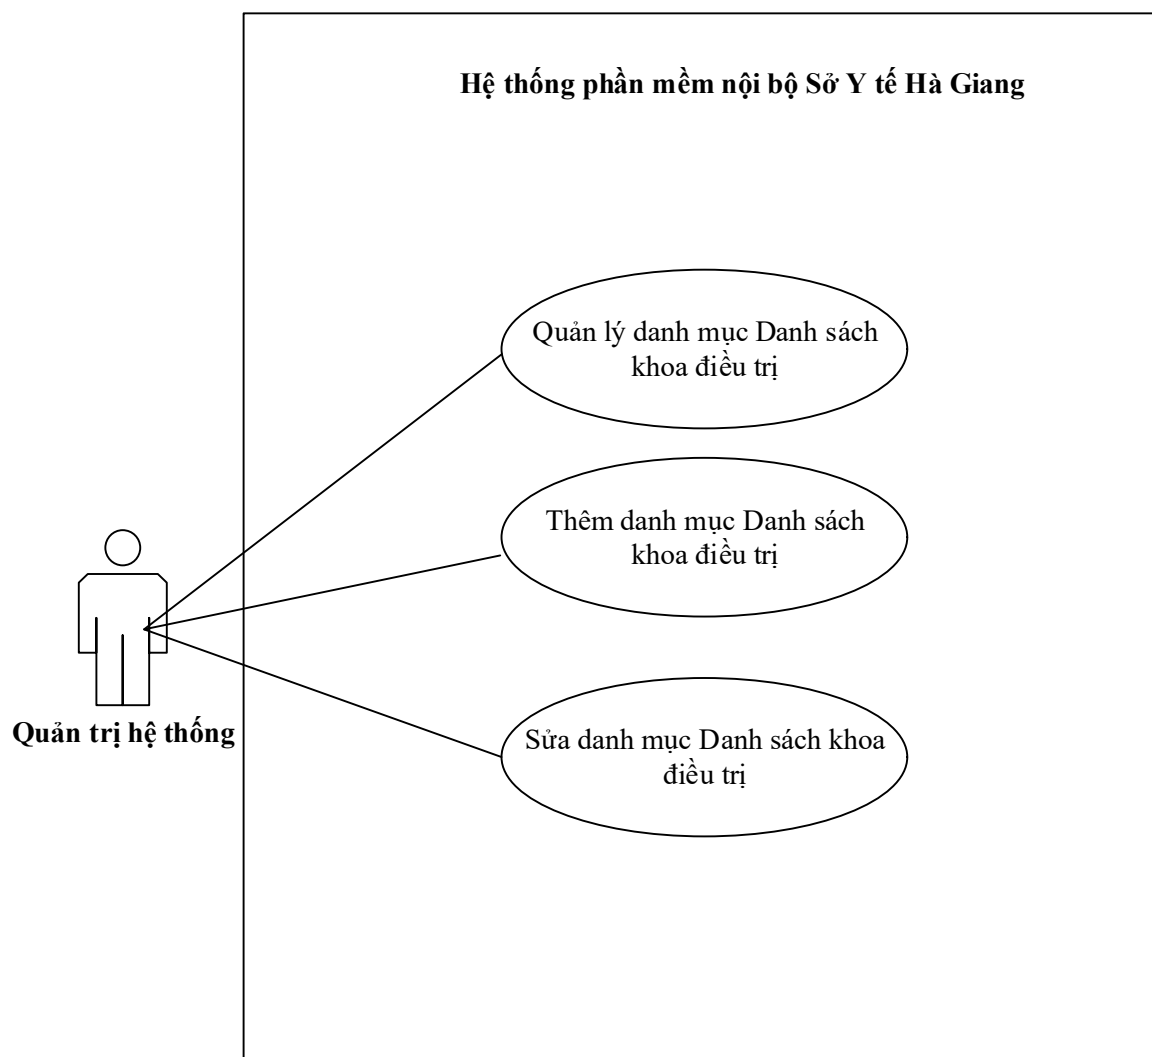 Hệ thống phần mềm nội bộ Sở Y tế Hà Giang
Quản lý danh mục Danh sách
khoa điều trị
Thêm danh mục Danh sách
khoa điều trị
Quản trị hệ thống
Sửa danh mục Danh sách khoa
điều trị